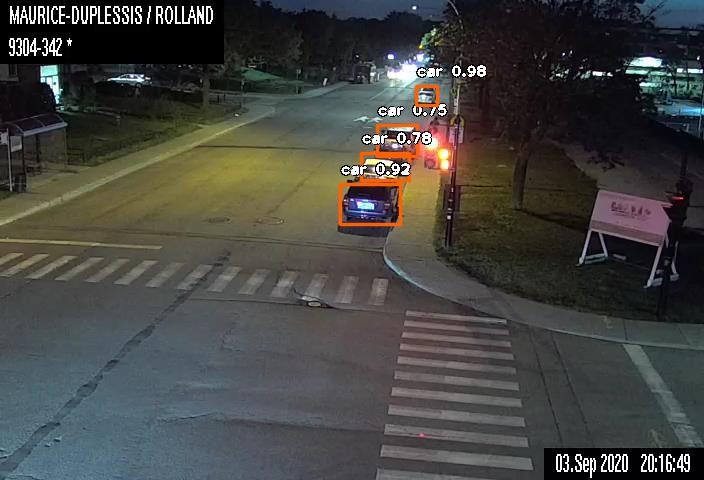 MAURICE-DUPLESSIS / ROLLAND
9304-342 *
car 0.98
car 0.75
car 0.78
car 0.92
03.Sep 2020 20:16:49